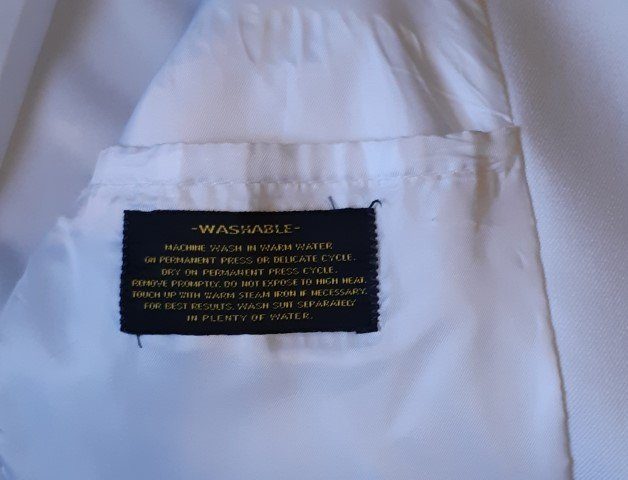 -WASHABLE-
MACHINE WASH IN WARM WATER
ON PERMANENT PRESS OR DELICATE CYCLE.
DRY ON PERMANENT PRESS CYCLE.
REMOVE PROMPTLY. DO NOT EXPOSE TO HIGH HEAT.
TOUCH UP WITH WARM STEAM IRON IF NECESSARY.
FOR BEST RESULTS. WASH SUIT SEPARATELY
IN PLENTY OF WATER.